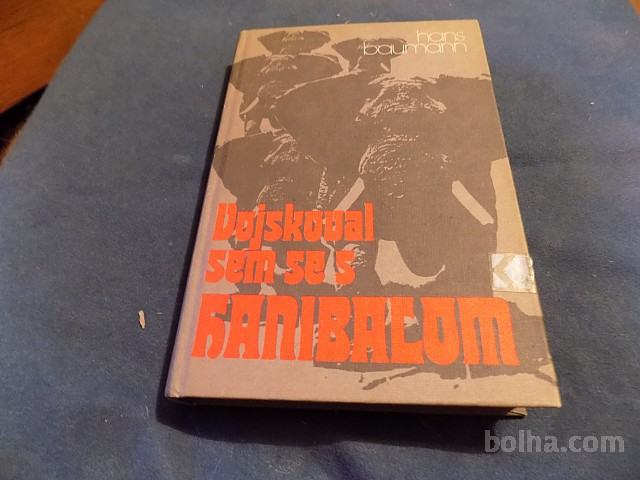 hans
baumann
Vojskoval
sem se s
hANIBALOM
bolha.com